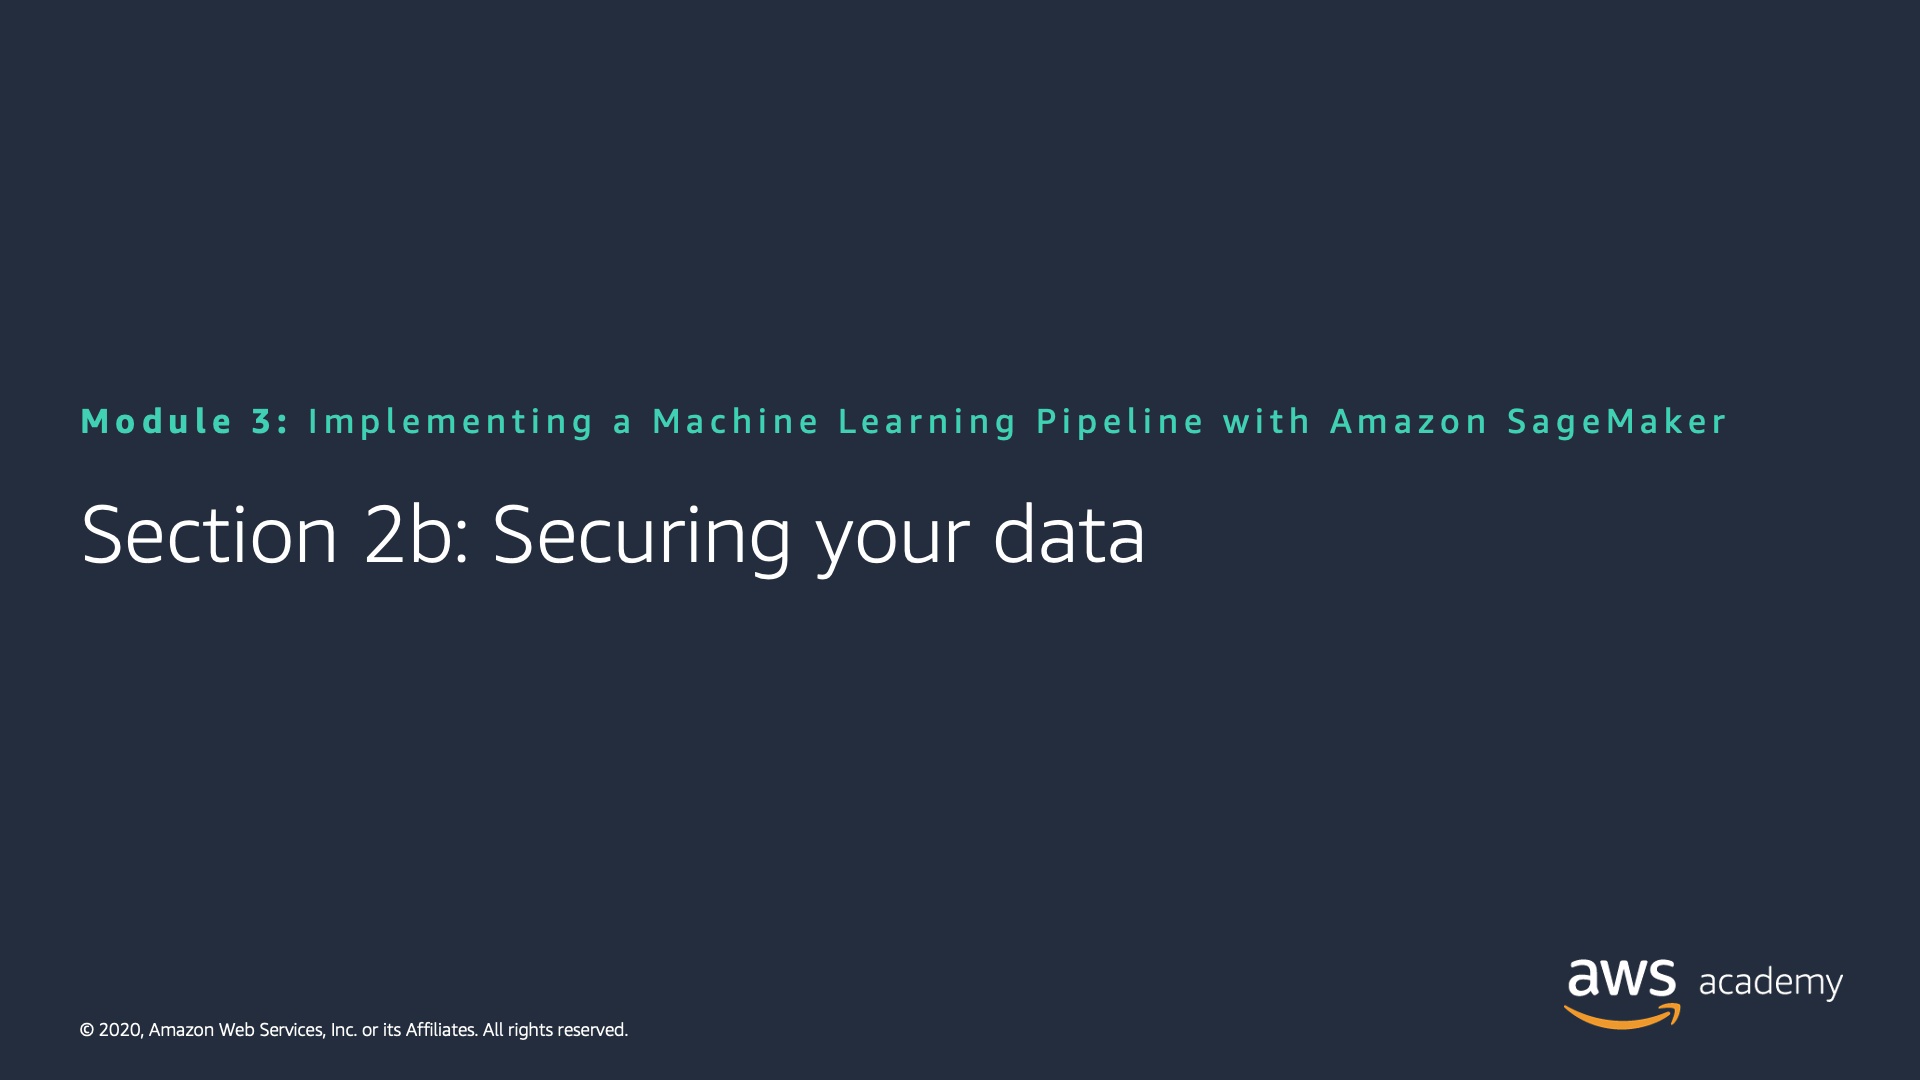 Module 3: Implementing a Machine Learning Pipeline with Amazon SageMaker
Section 2b: Securing your data
aws academy
© 2020, Amazon Web Services, Inc. or its Affiliates. All rights reserved.